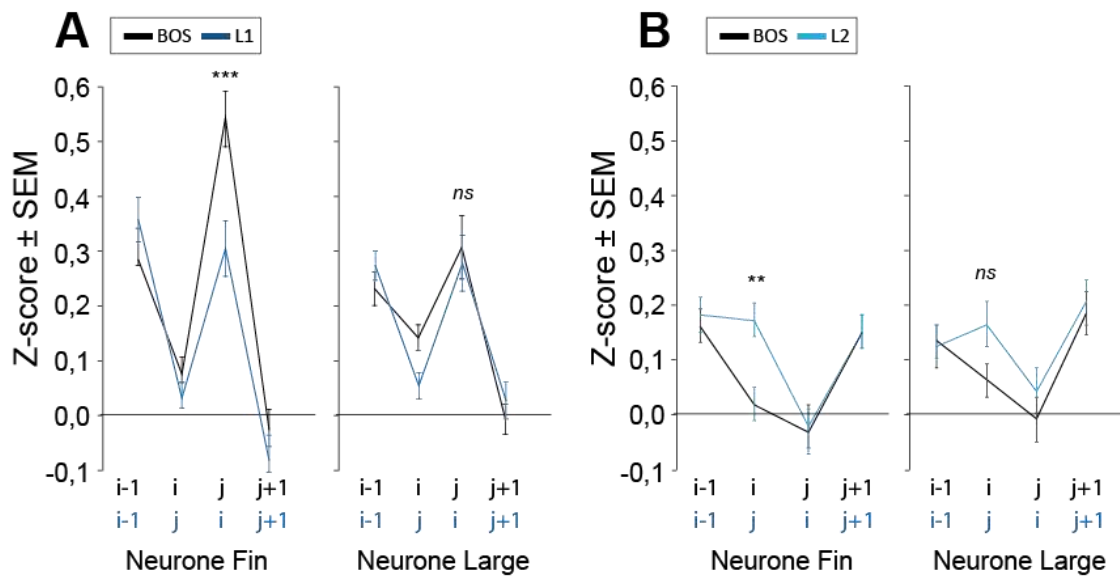 A
BOS L1
B
BOS L2
***
0,6
0,5
0,4
0,3
0,2
0,1
0,0
-0,1
Z-score ± SEM
ns
i-1 i j j+1
i-1 j i j+1
Neurone Fin
i-1 i j j+1
i-1 j i j+1
Neurone Large
0,6
0,5
0,4
0,3
0,2
0,1
0,0
-0,1
Z-score ± SEM
**
ns
i-1 i j j+1
i-1 j i j+1
Neurone Fin
i-1 i j j+1
i-1 j i j+1
Neurone Large